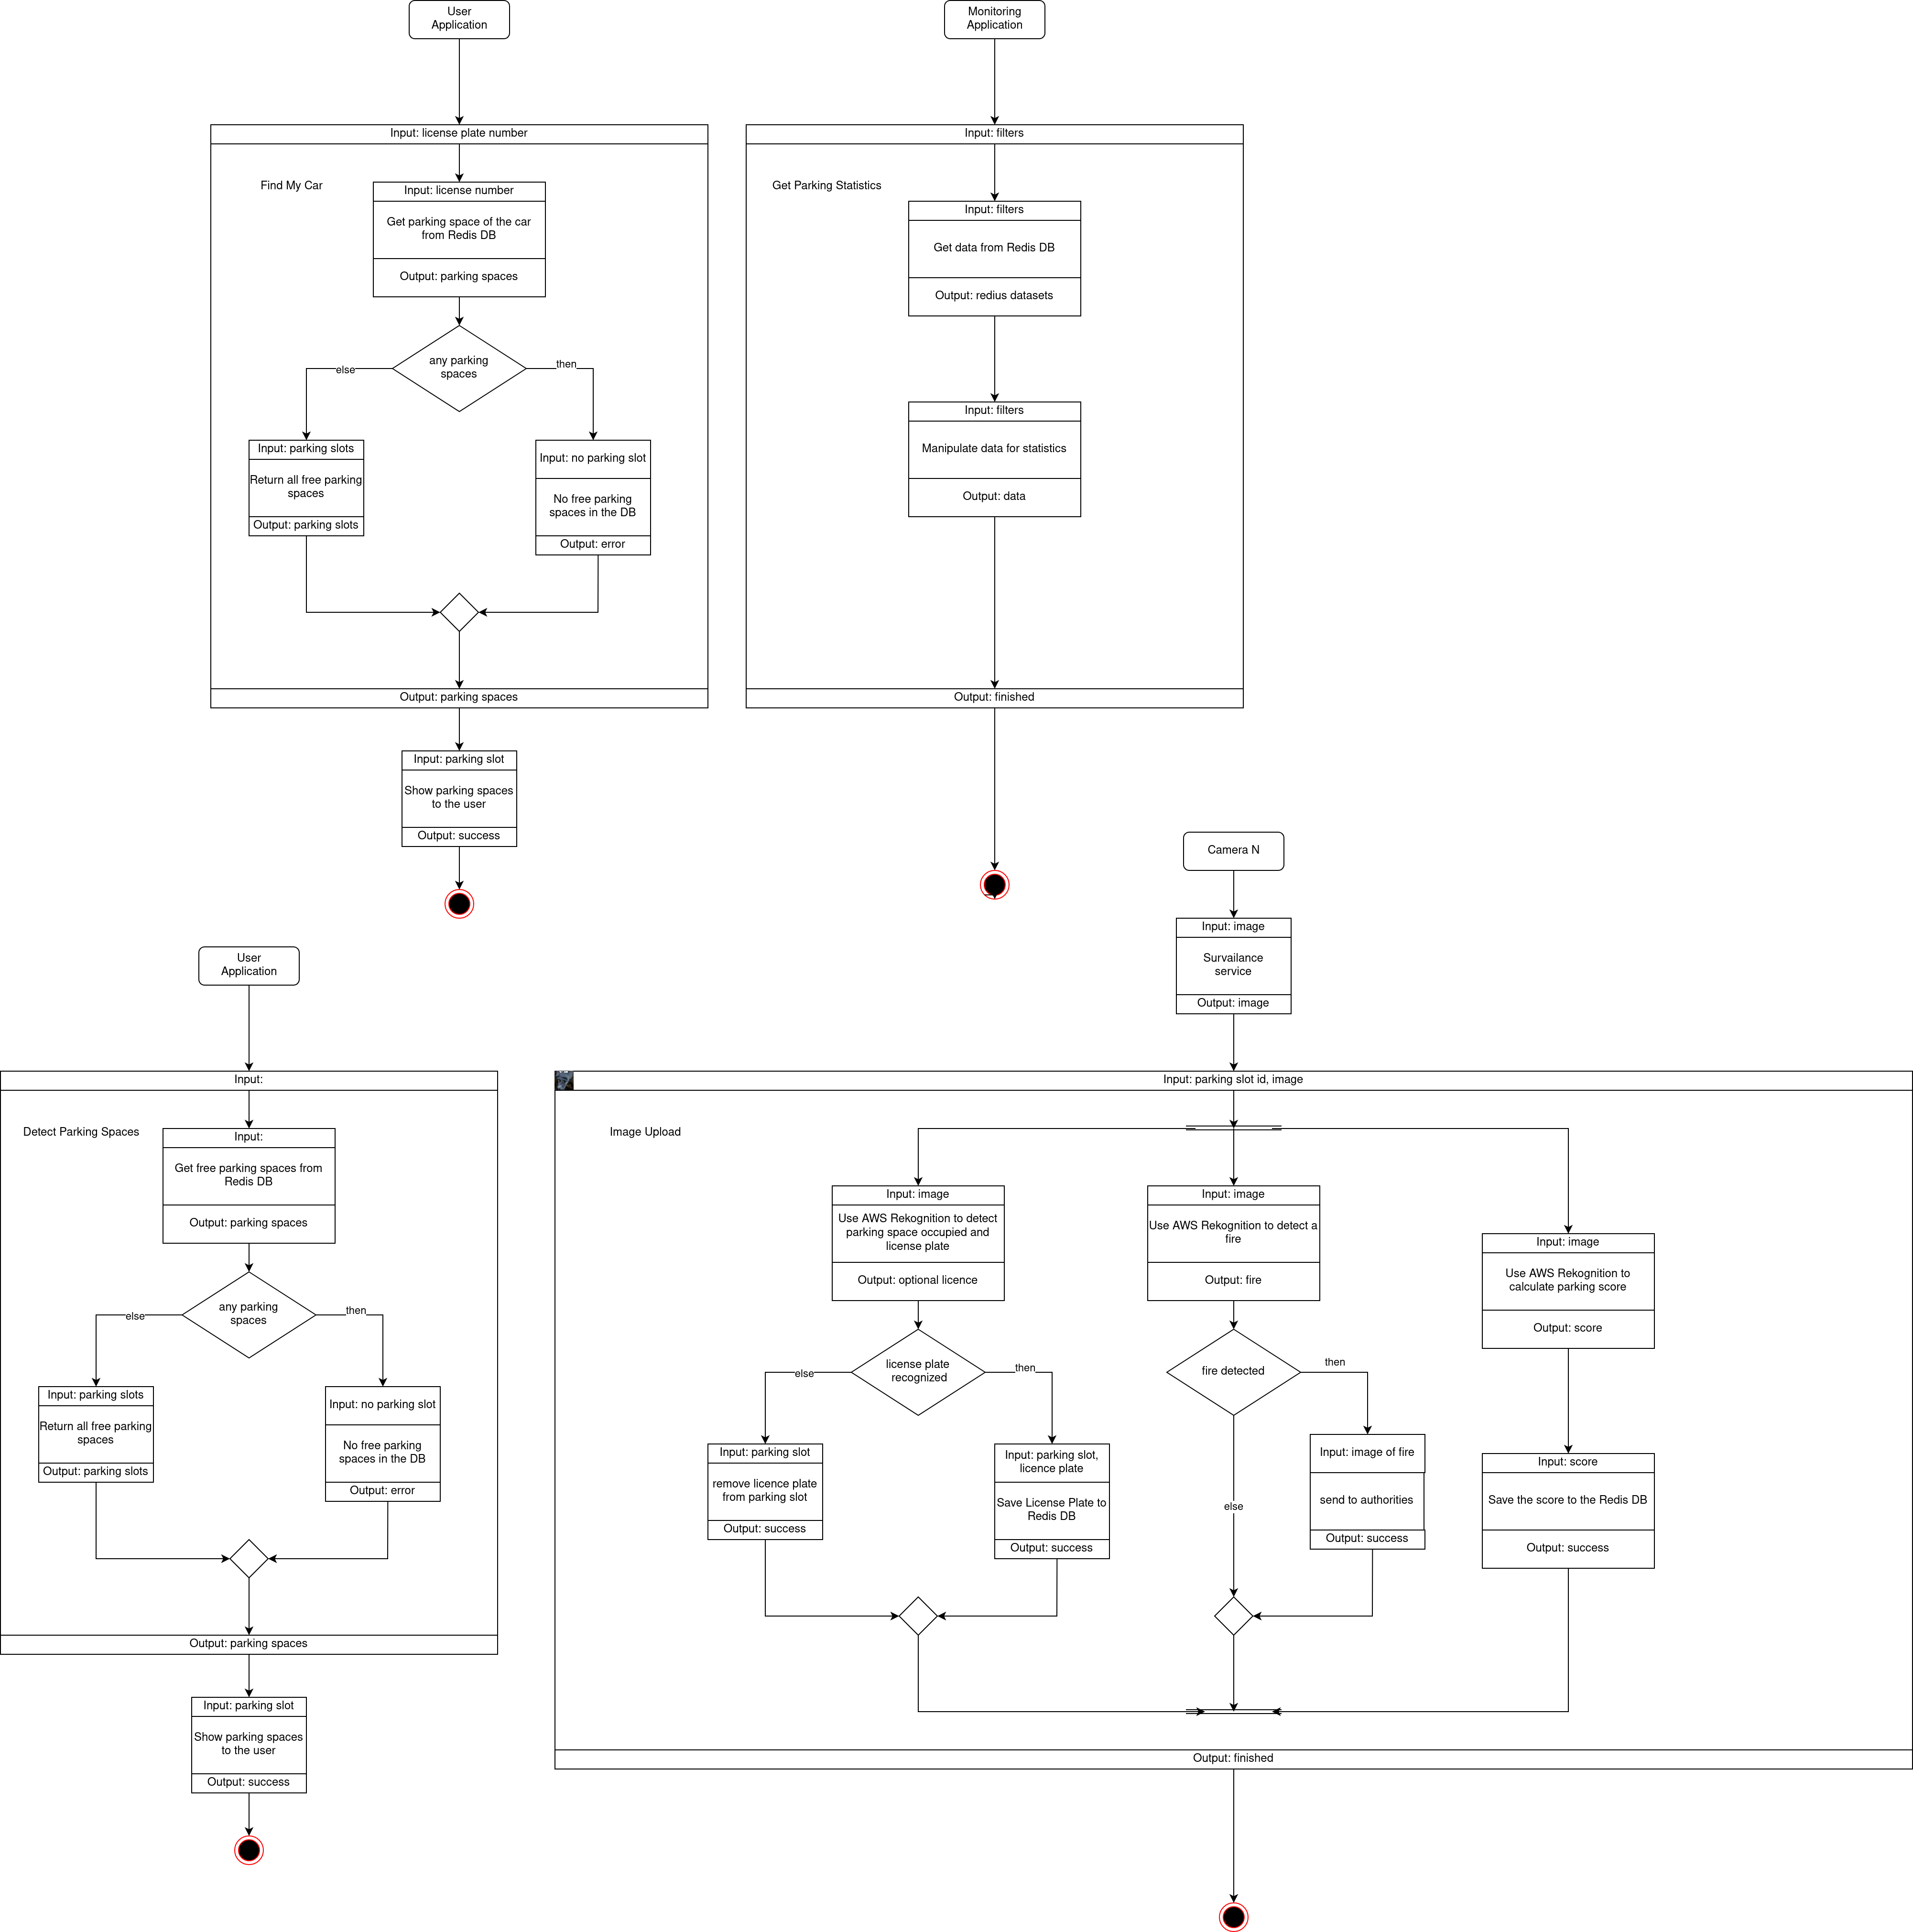 User
Application
Input: license plate number
Find My Car
Input: license number
Get parking space of the car
from Redis DB
Output: parking spaces
any parking
spaces
else
then
Input: parking slots
Return all free parking
spaces
Output: parking slots
Input: no parking slot
No free parking
spaces in the DB
Output: error
Output: parking spaces
Input: parking slot
Show parking spaces
to the user
Output: success
Monitoring
Application
Input: filters
Get Parking Statistics
Input: filters
Get data from Redis DB
Output: redius datasets
Input: filters
Manipulate data for statistics
Output: data
Output: finished
User
Application
Input:
Detect Parking Spaces
Input:
Get free parking spaces from
Redis DB
Output: parking spaces
any parking
spaces
else
then
Input: parking slots
Return all free parking
spaces
Output: parking slots
Input: no parking slot
No free parking
spaces in the DB
Output: error
Output: parking spaces
Input: parking slot
Show parking spaces
to the user
Output: success
Camera N
Input: image
Survailance
service
Output: image
Input: parking slot id, image
Image Upload
Input: image
Use AWS Rekognition to detect
parking space occupied and
license plate
Output: optional licence
license plate
recognized
else
then
Input: parking slot
remove licence plate
from parking slot
Output: success
Input: parking slot,
licence plate
Save License Plate to
Redis DB
Output: success
Input: image
Use AWS Rekognition to detect a
fire
Output: fire
fire detected
then
else
Input: image of fire
send to authorities
Output: success
Input: image
Use AWS Rekognition to
calculate parking score
Output: score
Input: score
Save the score to the Redis DB
Output: success
Output: finished